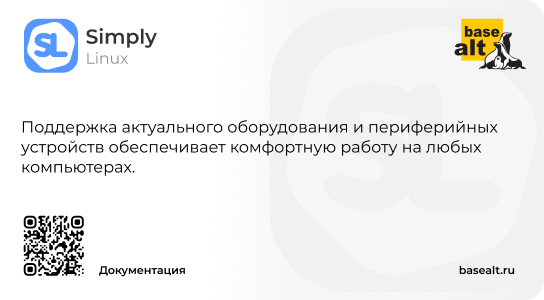 SL
Simply
Linux
base
alt
Поддержка актуального оборудования и периферийных
устройств обеспечивает комфортную работу на любых
компьютерах.
Документация
basealt.ru